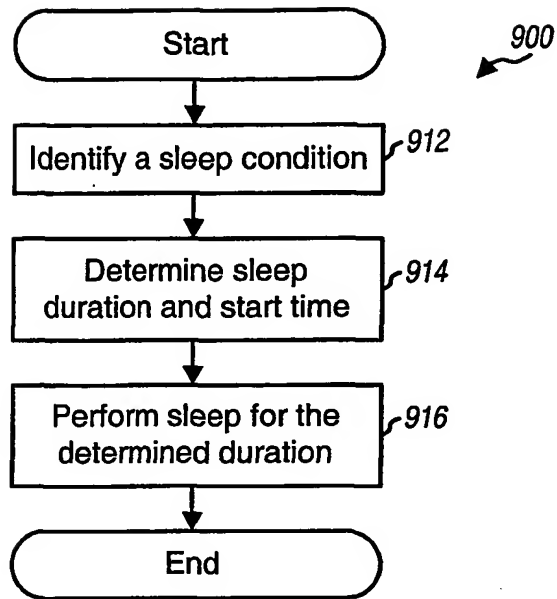 Start
900
Identify a sleep condition
912
Determine sleep
duration and start time
914
Perform sleep for the
determined duration
916
End